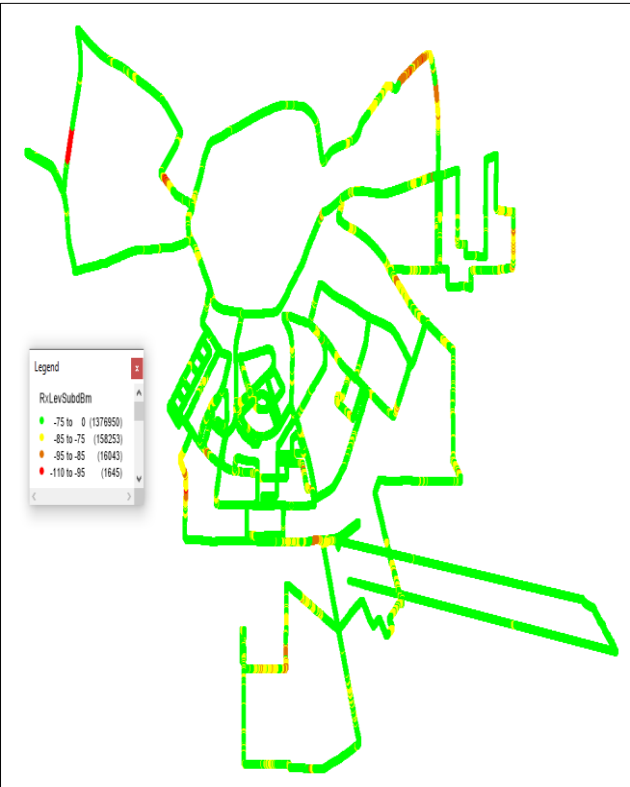 Legend
RxLevSubdBm
-75 to 0 (1376950)
-85 to -75 (158253)
-95 to -85 (16043)
-110 to -95 (1645)